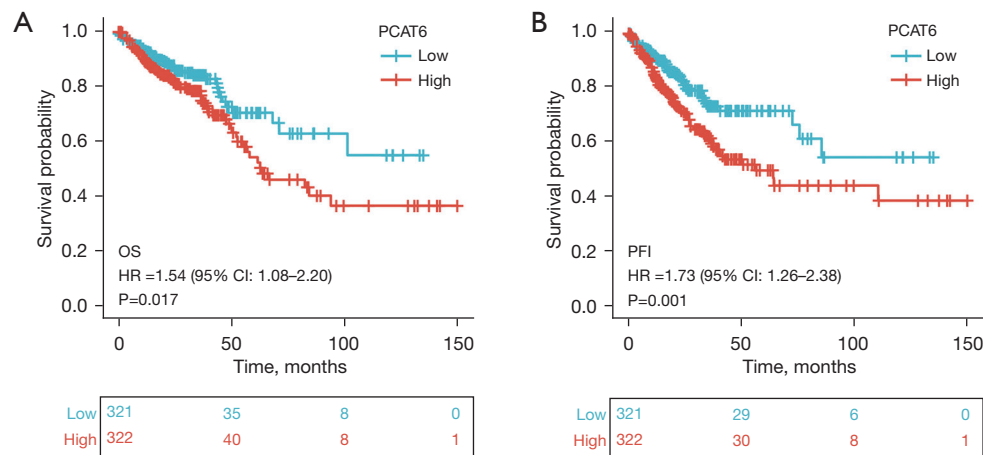 A
PCAT6
Low
High
Survival probability
1.0
0.8
0.6
0.4
0.2
0.0
OS
HR =1.54 (95% CI: 1.08–2.20)
P=0.017
0 50 100 150
Time, months
Low 321 35 8 0
High 322 40 8 1
B
PCAT6
Low
High
Survival probability
1.0
0.8
0.6
0.4
0.2
0.0
PFI
HR =1.73 (95% CI: 1.26–2.38)
P=0.001
0 50 100 150
Time, months
Low 321 29 6 0
High 322 30 8 1